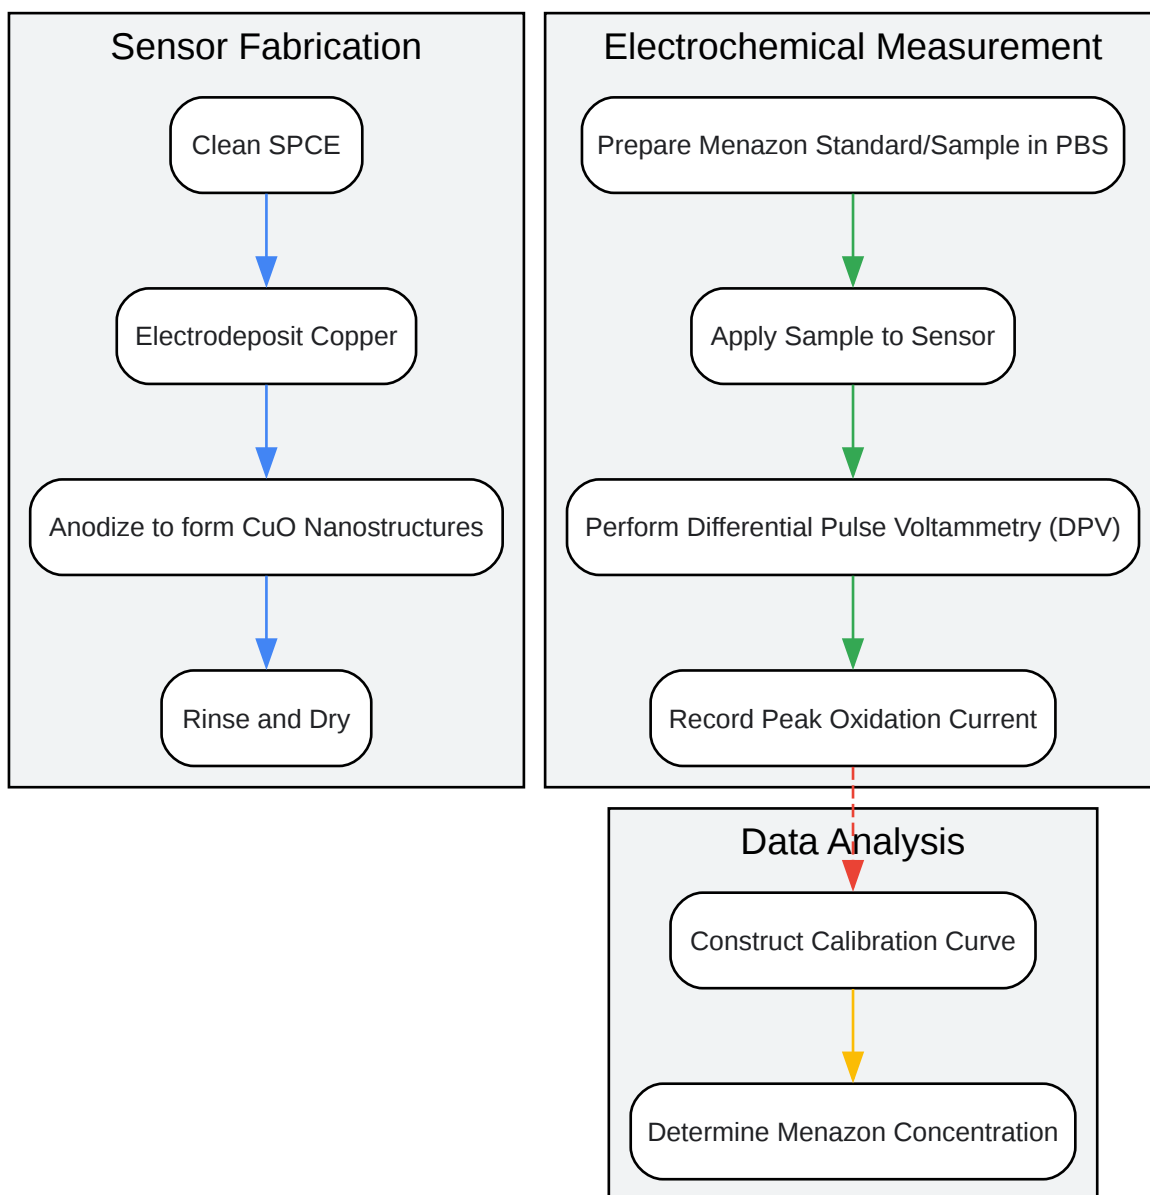 Sensor Fabrication
Clean SPCE
Electrodeposit Copper
Anodize to form CuO Nanostructures
Rinse and Dry
Electrochemical Measurement
Prepare Menazon Standard/Sample in PBS
Apply Sample to Sensor
Perform Differential Pulse Voltammetry (DPV)
Record Peak Oxidation Current
Data Analysis
Construct Calibration Curve
Determine Menazon Concentration